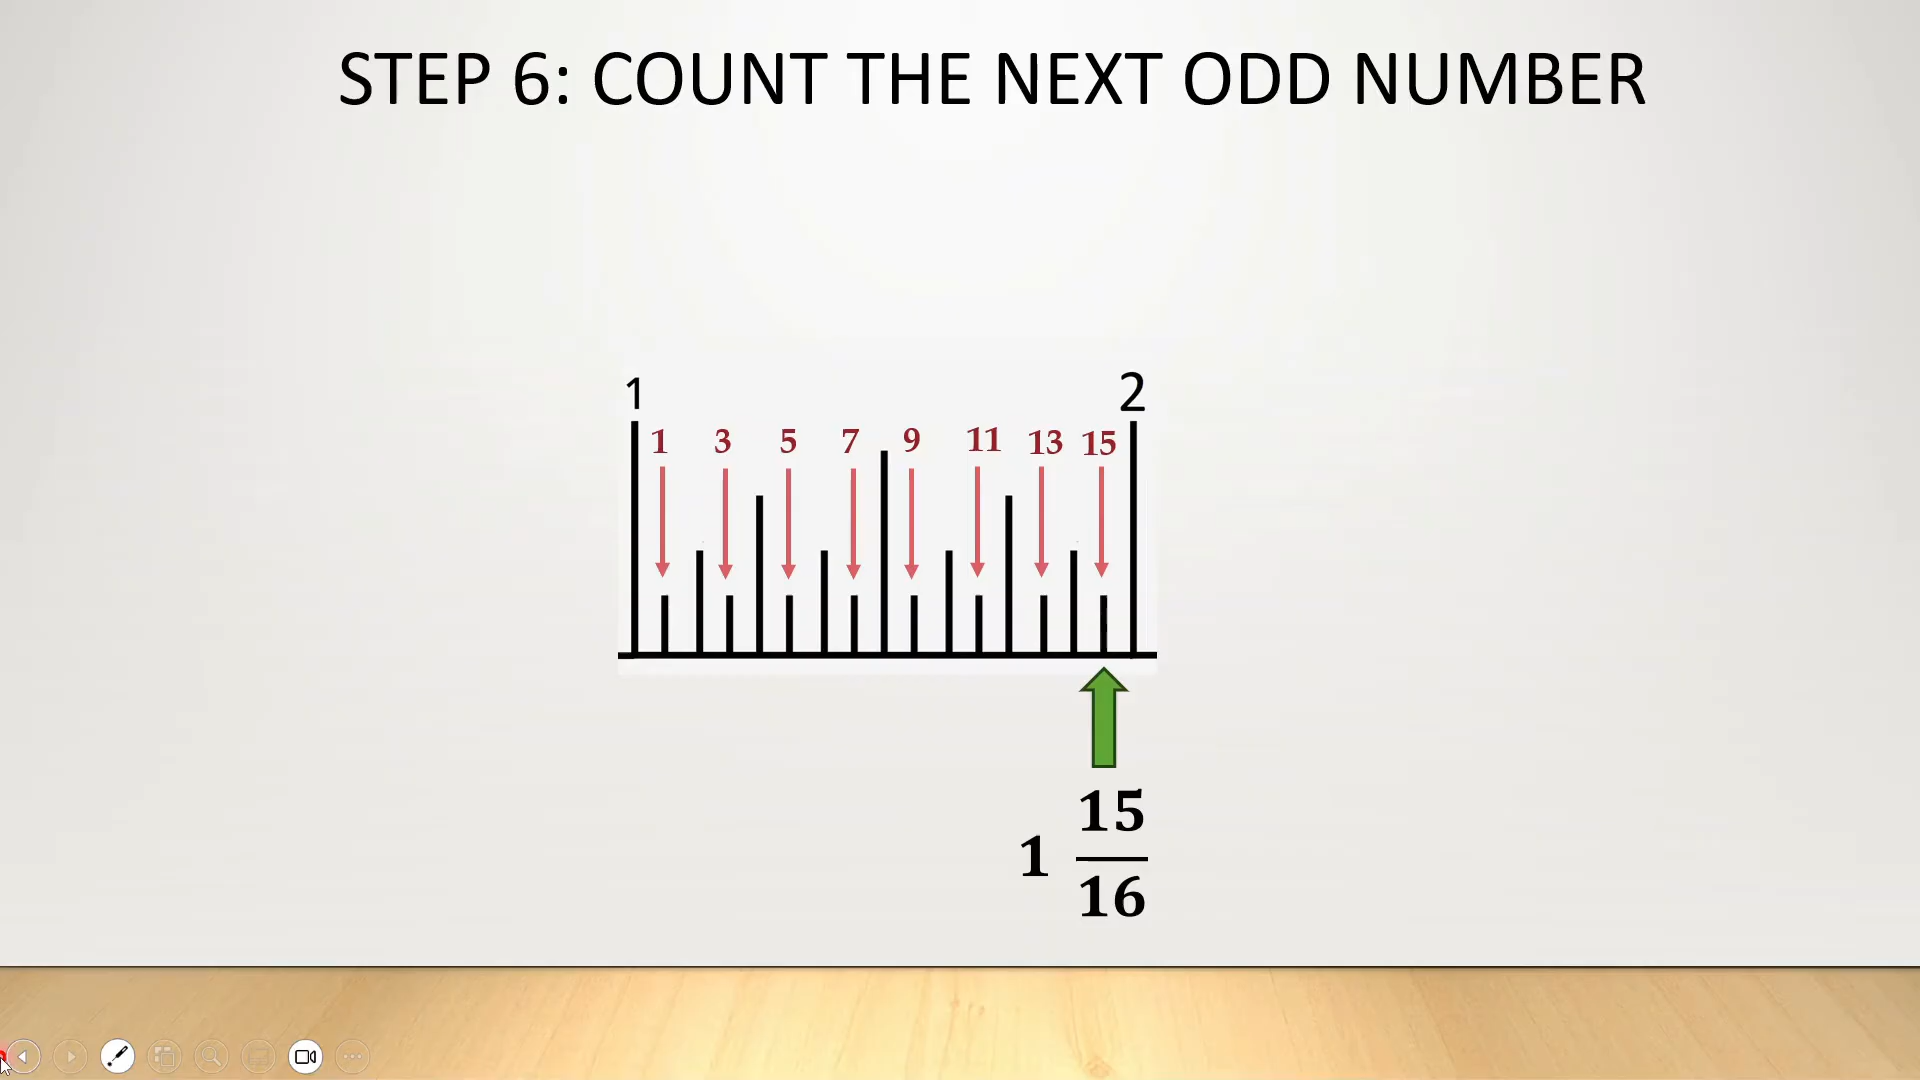 STEP 6: COUNT THE NEXT ODD NUMBER
1 2
1 3 5 7 9 11 13 15
1 15/16